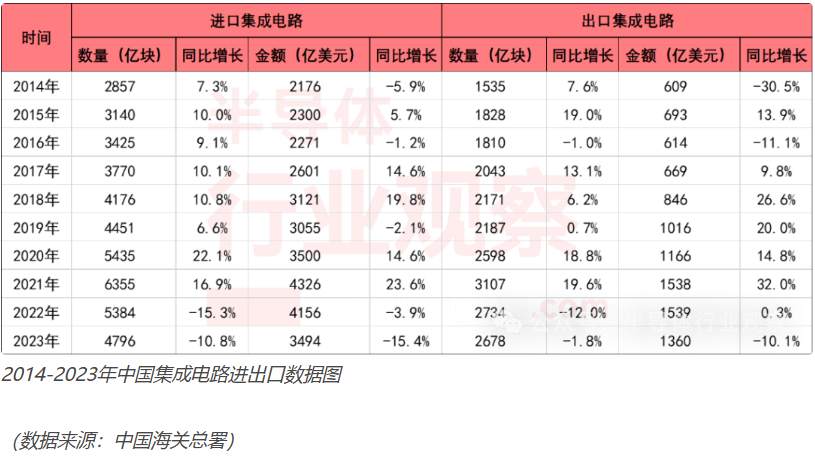 时间 进口集成电路 出口集成电路
数量（亿块） 同比增长 金额（亿美元） 同比增长 数量（亿块） 同比增长 金额（亿美元） 同比增长
2014年 2857 7.3% 2176 -5.9% 1535 7.6% 609 -30.5%
2015年 3140 10.0% 2300 5.7% 1828 19.0% 693 13.9%
2016年 3425 9.1% 2271 -1.2% 1810 -1.0% 614 -11.1%
2017年 3770 10.1% 2601 14.6% 2043 13.1% 669 9.8%
2018年 4176 10.8% 3121 19.8% 2171 6.2% 846 26.6%
2019年 4451 6.6% 3055 -2.1% 2187 0.7% 1016 20.0%
2020年 5435 22.1% 3500 14.6% 2598 18.8% 1166 14.8%
2021年 6355 16.9% 4326 23.6% 3107 19.6% 1538 32.0%
2022年 5384 -15.3% 4156 -3.9% 2734 -12.0% 1539 0.3%
2023年 4796 -10.8% 3494 -15.4% 2678 -1.8% 1360 -10.1%
半导体
行业观察
.com
2014-2023年中国集成电路进出口数据图
(数据来源：中国海关总署)